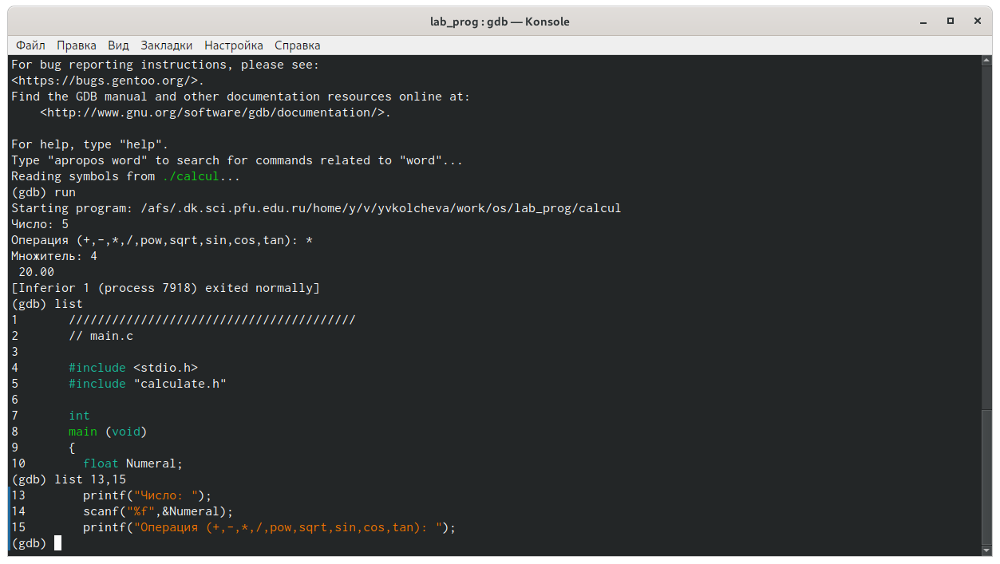 lab_prog : gdb — Konsole
Файл Правка Вид Закладки Настройка Справка
For bug reporting instructions, please see:
<https://bugs.gentoo.org/>.
Find the GDB manual and other documentation resources online at:
    <http://www.gnu.org/software/gdb/documentation/>.

For help, type "help".
Type "apropos word" to search for commands related to "word"...
Reading symbols from ./calcul...
(gdb) run
Starting program: /afs/.dk.sci.pfu.edu.ru/home/y/v/yvkolcheva/work/os/lab_prog/calcul
Число: 5
Операция (+,-,*,/,pow,sqrt,sin,cos,tan): *
Множитель: 4
 20.00
[Inferior 1 (process 7918) exited normally]
(gdb) list
1       ////////////////////////////////////////
2       // main.c
3
4       #include <stdio.h>
5       #include "calculate.h"
6
7       int
8       main (void)
9       {
10        float Numeral;
(gdb) list 13,15
13        printf("Число: ");
14        scanf("%f",&Numeral);
15        printf("Операция (+,-,*,/,pow,sqrt,sin,cos,tan): ");
(gdb)